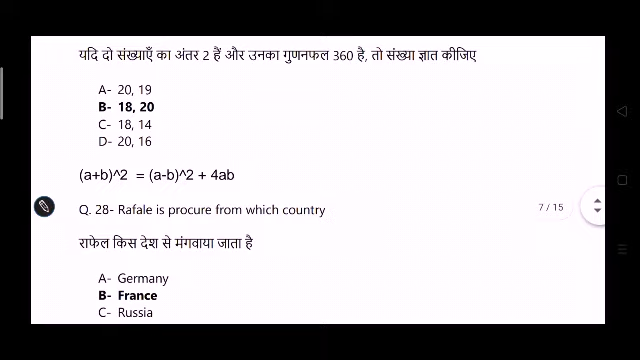 यदि दो संख्याएँ का अंतर 2 हैं और उनका गुणनफल 360 है, तो संख्या ज्ञात कीजिए
A- 20, 19
B- 18, 20
C- 18, 14
D- 20, 16
(a+b)^2 = (a-b)^2 + 4ab
Q. 28- Rafale is procure from which country
7 / 15
राफेल किस देश से मंगवाया जाता है
A- Germany
B- France
C- Russia